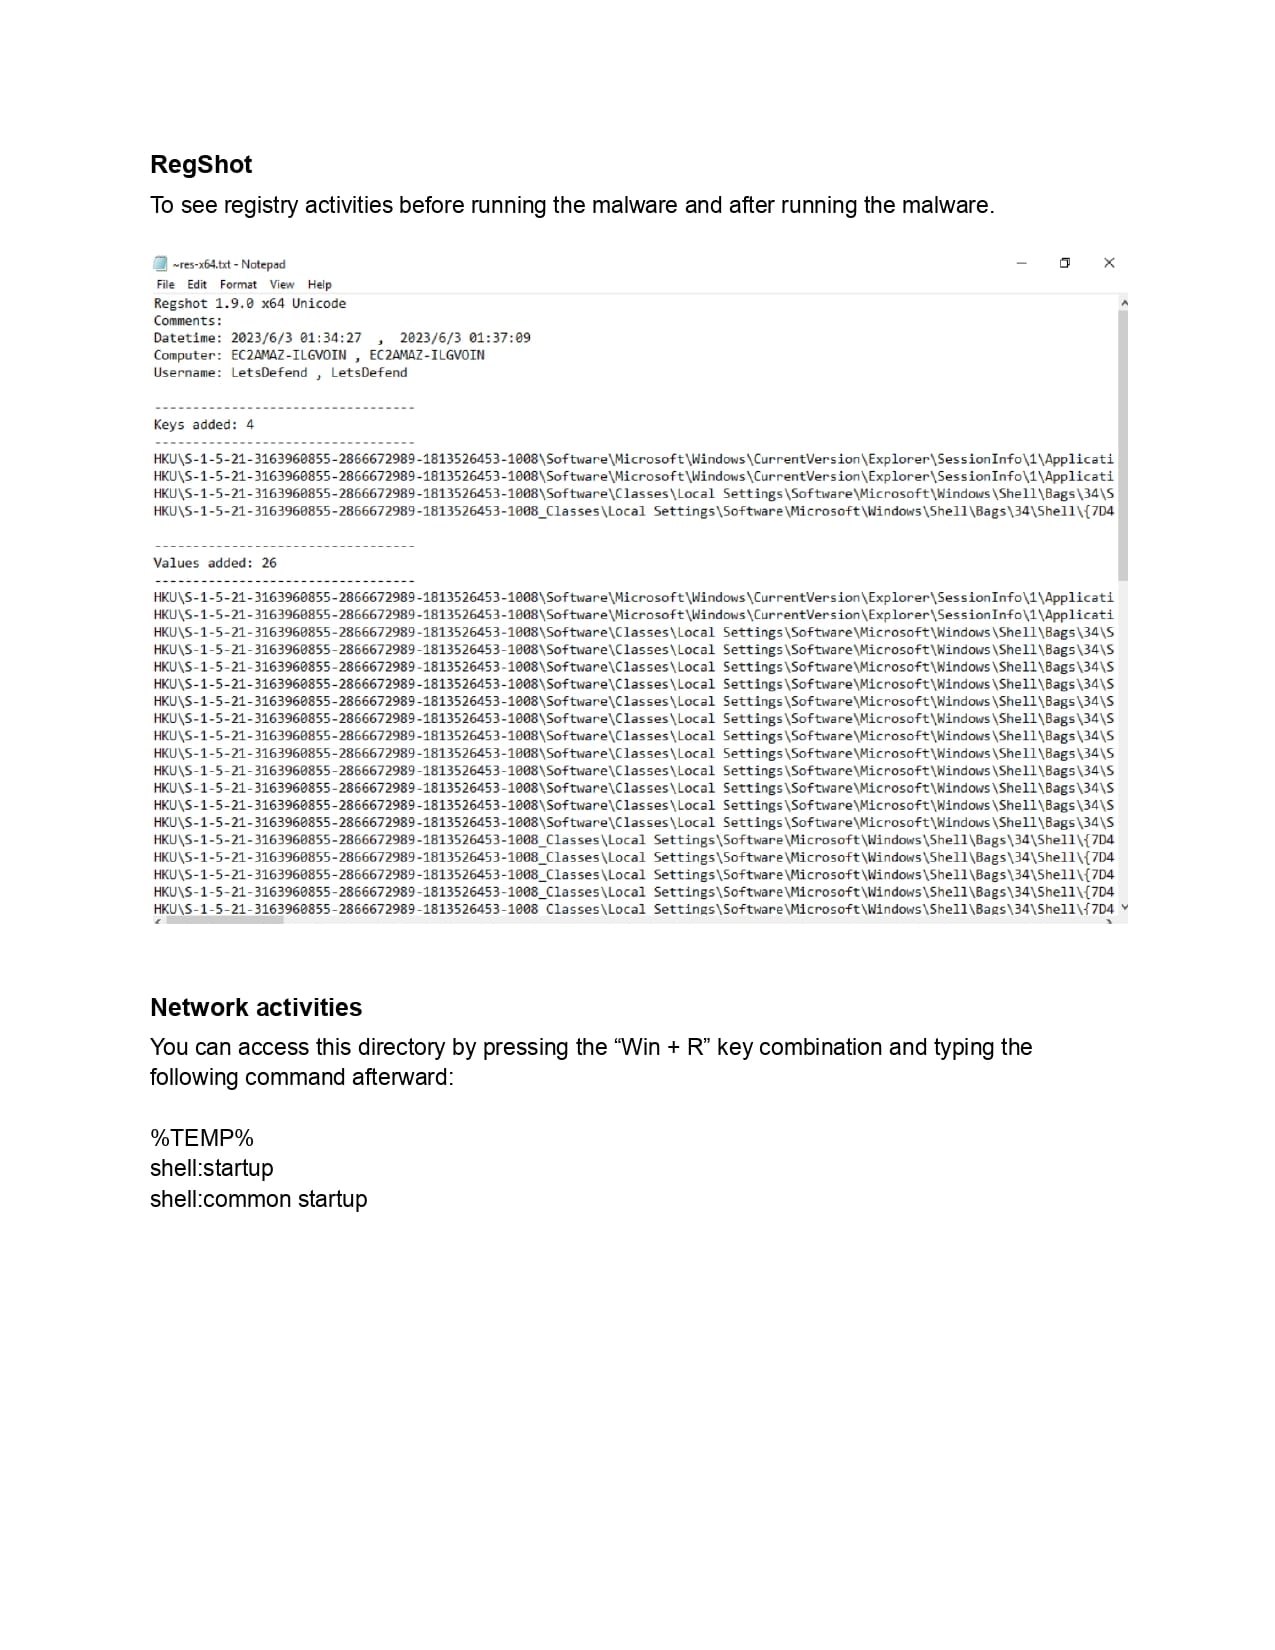 RegShot
To see registry activities before running the malware and after running the malware.
~res-x64.txt - Notepad
File Edit Format View Help
Regshot 1.9.0 x64 Unicode
Comments:
Datetime: 2023/6/3 01:34:27 , 2023/6/3 01:37:09
Computer: EC2AMAZ-ILGVOIN , EC2AMAZ-ILGVOIN
Username: LetsDefend , LetsDefend
----------------------------------
Keys added: 4
----------------------------------
HKU\S-1-5-21-3163960855-2866672989-1813526453-1008\Software\Microsoft\Windows\CurrentVersion\Explorer\SessionInfo\1\Applicati
HKU\S-1-5-21-3163960855-2866672989-1813526453-1008\Software\Microsoft\Windows\CurrentVersion\Explorer\SessionInfo\1\Applicati
HKU\S-1-5-21-3163960855-2866672989-1813526453-1008\Software\Classes\Local Settings\Software\Microsoft\Windows\Shell\Bags\34\S
HKU\S-1-5-21-3163960855-2866672989-1813526453-1008_Classes\Local Settings\Software\Microsoft\Windows\Shell\Bags\34\Shell\{7D4
----------------------------------
Values added: 26
----------------------------------
HKU\S-1-5-21-3163960855-2866672989-1813526453-1008\Software\Microsoft\Windows\CurrentVersion\Explorer\SessionInfo\1\Applicati
HKU\S-1-5-21-3163960855-2866672989-1813526453-1008\Software\Microsoft\Windows\CurrentVersion\Explorer\SessionInfo\1\Applicati
HKU\S-1-5-21-3163960855-2866672989-1813526453-1008\Software\Classes\Local Settings\Software\Microsoft\Windows\Shell\Bags\34\S
HKU\S-1-5-21-3163960855-2866672989-1813526453-1008\Software\Classes\Local Settings\Software\Microsoft\Windows\Shell\Bags\34\S
HKU\S-1-5-21-3163960855-2866672989-1813526453-1008\Software\Classes\Local Settings\Software\Microsoft\Windows\Shell\Bags\34\S
HKU\S-1-5-21-3163960855-2866672989-1813526453-1008\Software\Classes\Local Settings\Software\Microsoft\Windows\Shell\Bags\34\S
HKU\S-1-5-21-3163960855-2866672989-1813526453-1008\Software\Classes\Local Settings\Software\Microsoft\Windows\Shell\Bags\34\S
HKU\S-1-5-21-3163960855-2866672989-1813526453-1008\Software\Classes\Local Settings\Software\Microsoft\Windows\Shell\Bags\34\S
HKU\S-1-5-21-3163960855-2866672989-1813526453-1008\Software\Classes\Local Settings\Software\Microsoft\Windows\Shell\Bags\34\S
HKU\S-1-5-21-3163960855-2866672989-1813526453-1008\Software\Classes\Local Settings\Software\Microsoft\Windows\Shell\Bags\34\S
HKU\S-1-5-21-3163960855-2866672989-1813526453-1008\Software\Classes\Local Settings\Software\Microsoft\Windows\Shell\Bags\34\S
HKU\S-1-5-21-3163960855-2866672989-1813526453-1008\Software\Classes\Local Settings\Software\Microsoft\Windows\Shell\Bags\34\S
HKU\S-1-5-21-3163960855-2866672989-1813526453-1008\Software\Classes\Local Settings\Software\Microsoft\Windows\Shell\Bags\34\S
HKU\S-1-5-21-3163960855-2866672989-1813526453-1008\Software\Classes\Local Settings\Software\Microsoft\Windows\Shell\Bags\34\S
HKU\S-1-5-21-3163960855-2866672989-1813526453-1008_Classes\Local Settings\Software\Microsoft\Windows\Shell\Bags\34\Shell\{7D4
HKU\S-1-5-21-3163960855-2866672989-1813526453-1008_Classes\Local Settings\Software\Microsoft\Windows\Shell\Bags\34\Shell\{7D4
HKU\S-1-5-21-3163960855-2866672989-1813526453-1008_Classes\Local Settings\Software\Microsoft\Windows\Shell\Bags\34\Shell\{7D4
HKU\S-1-5-21-3163960855-2866672989-1813526453-1008_Classes\Local Settings\Software\Microsoft\Windows\Shell\Bags\34\Shell\{7D4
HKU\S-1-5-21-3163960855-2866672989-1813526453-1008_Classes\Local Settings\Software\Microsoft\Windows\Shell\Bags\34\Shell\{7D4
Network activities
You can access this directory by pressing the “Win + R” key combination and typing the
following command afterward:
%TEMP%
shell:startup
shell:common startup